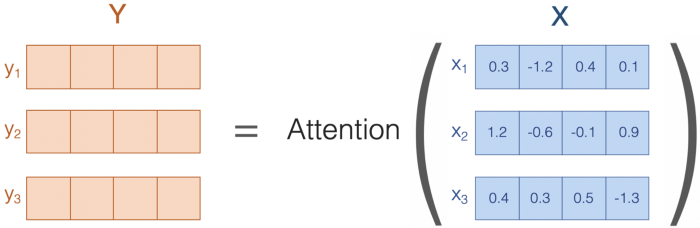 Y X
y1
x1 0.3 -1.2 0.4 0.1
y2 = Attention ( x2 1.2 -0.6 -0.1 0.9 )
y3
x3 0.4 0.3 0.5 -1.3